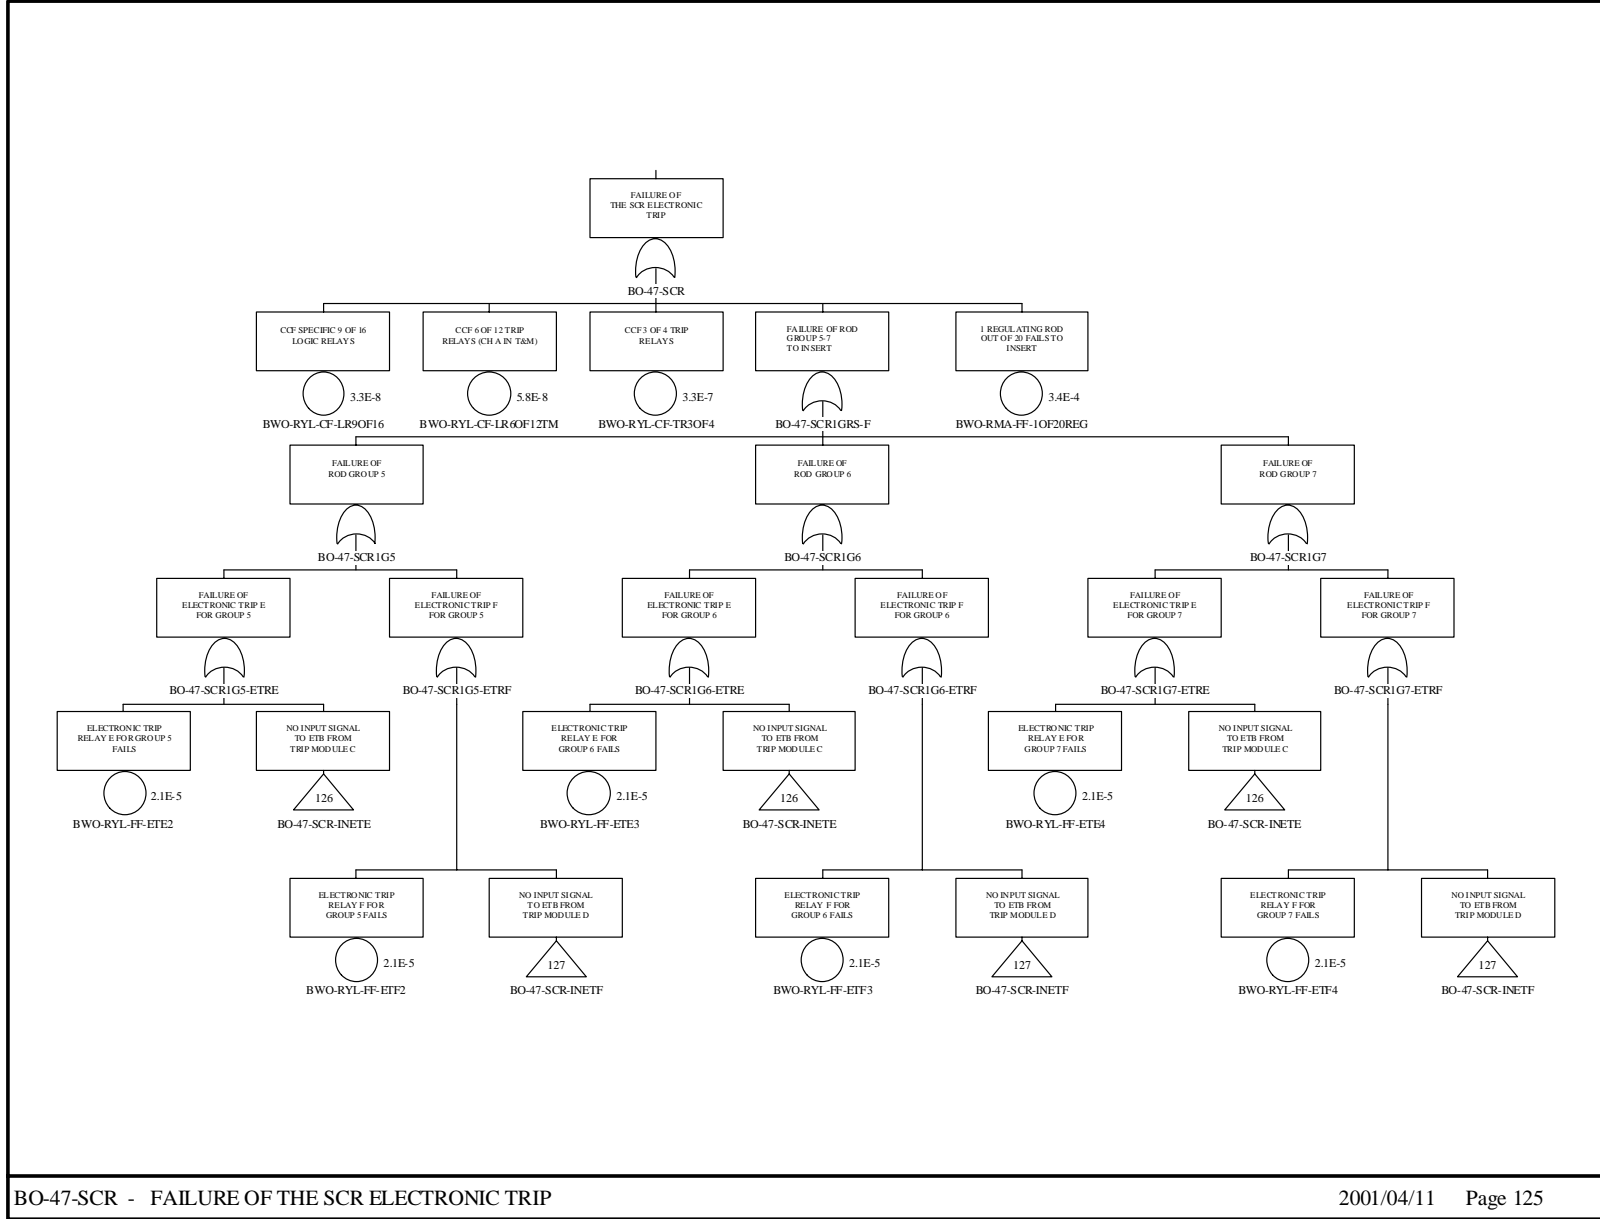 FAILURE OF
THE SCR ELECTRONIC
TRIP
BO-47-SCR
CCF SPECIFIC 9 OF 16
LOGIC RELAYS
3.3E-8
BWO-RYL-CF-LR9OF16
CCF 6 OF 12 TRIP
RELAYS (CH A IN T&M)
5.8E-8
BWO-RYL-CF-LR6OF12TM
CCF 3 OF 4 TRIP
RELAYS
3.3E-7
BWO-RYL-CF-TR3OF4
FAILURE OF ROD
GROUP 5-7
TO INSERT
BO-47-SCR1GRS-F
1 REGULATING ROD
OUT OF 20 FAILS TO
INSERT
3.4E-4
BWO-RMA-FF-1OF20REG
FAILURE OF
ROD GROUP 5
BO-47-SCR1G5
FAILURE OF
ROD GROUP 6
BO-47-SCR1G6
FAILURE OF
ROD GROUP 7
BO-47-SCR1G7
FAILURE OF
ELECTRONIC TRIP E
FOR GROUP 5
BO-47-SCR1G5-ETRE
FAILURE OF
ELECTRONIC TRIP F
FOR GROUP 5
BO-47-SCR1G5-ETRF
FAILURE OF
ELECTRONIC TRIP E
FOR GROUP 6
BO-47-SCR1G6-ETRE
FAILURE OF
ELECTRONIC TRIP F
FOR GROUP 6
BO-47-SCR1G6-ETRF
FAILURE OF
ELECTRONIC TRIP E
FOR GROUP 7
BO-47-SCR1G7-ETRE
FAILURE OF
ELECTRONIC TRIP F
FOR GROUP 7
BO-47-SCR1G7-ETRF
ELECTRONIC TRIP
RELAY E FOR GROUP 5
FAILS
2.1E-5
BWO-RYL-FF-ETE2
NO INPUT SIGNAL
TO ETB FROM
TRIP MODULE C
126
BO-47-SCR-INETE
ELECTRONIC TRIP
RELAY E FOR
GROUP 6 FAILS
2.1E-5
BWO-RYL-FF-ETE3
NO INPUT SIGNAL
TO ETB FROM
TRIP MODULE C
126
BO-47-SCR-INETE
ELECTRONIC TRIP
RELAY E FOR
GROUP 7 FAILS
2.1E-5
BWO-RYL-FF-ETE4
NO INPUT SIGNAL
TO ETB FROM
TRIP MODULE C
126
BO-47-SCR-INETE
ELECTRONIC TRIP
RELAY F FOR
GROUP 5 FAILS
2.1E-5
BWO-RYL-FF-ETF2
NO INPUT SIGNAL
TO ETB FROM
TRIP MODULE D
127
BO-47-SCR-INETF
ELECTRONIC TRIP
RELAY F FOR
GROUP 6 FAILS
2.1E-5
BWO-RYL-FF-ETF3
NO INPUT SIGNAL
TO ETB FROM
TRIP MODULE D
127
BO-47-SCR-INETF
ELECTRONIC TRIP
RELAY F FOR
GROUP 7 FAILS
2.1E-5
BWO-RYL-FF-ETF4
NO INPUT SIGNAL
TO ETB FROM
TRIP MODULE D
127
BO-47-SCR-INETF
BO-47-SCR - FAILURE OF THE SCR ELECTRONIC TRIP
2001/04/11 Page 125